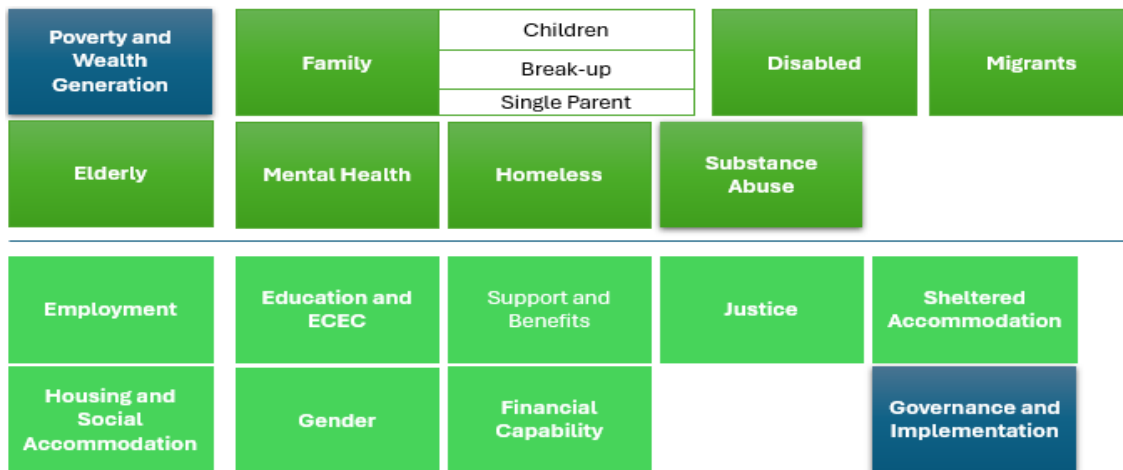 Poverty and
Wealth
Generation
Family
Children
Break-up
Single Parent
Disabled
Migrants
Elderly
Mental Health
Homeless
Substance
Abuse
Employment
Education and
ECEC
Support and
Benefits
Justice
Sheltered
Accommodation
Housing and
Social
Accommodation
Gender
Financial
Capability
Governance and
Implementation